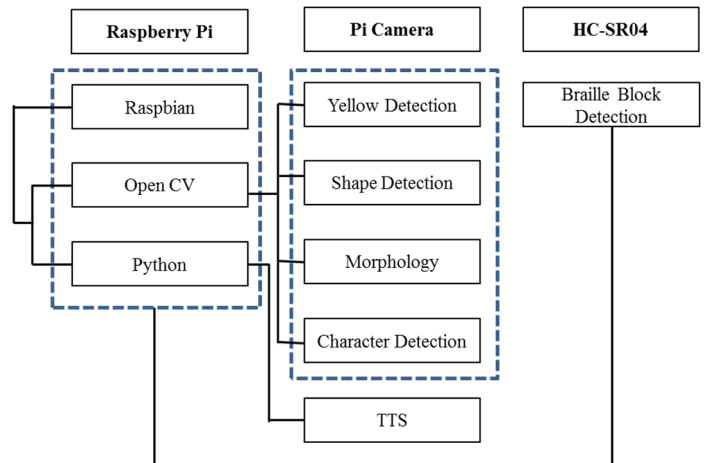 Raspberry Pi
Pi Camera
HC-SR04
Raspbian
Yellow Detection
Braille Block
Detection
Open CV
Shape Detection
Python
Morphology
Character Detection
TTS